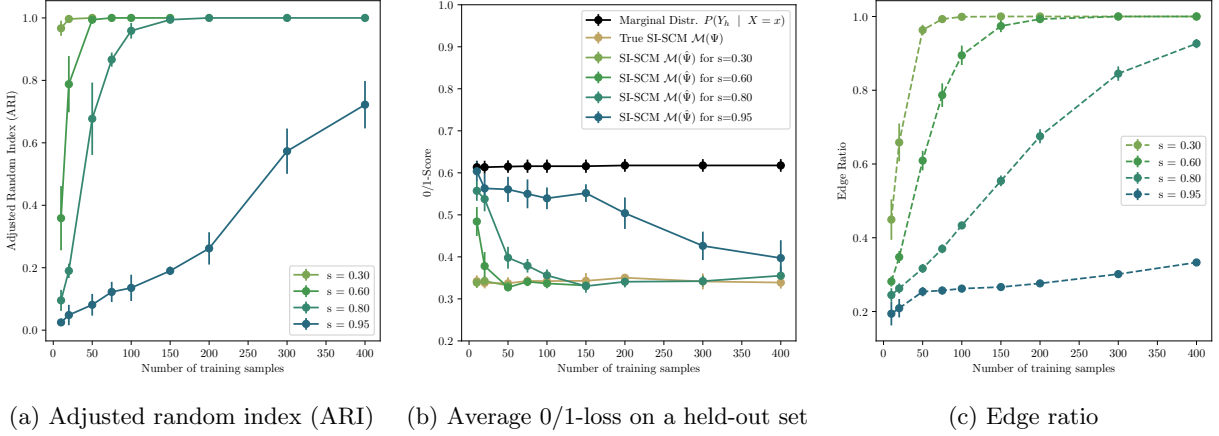 Adjusted Random Index (ARI)
1.0
0.8
0.6
0.4
0.2
0.0
s = 0.30
s = 0.60
s = 0.80
s = 0.95
0 50 100 150 200 250 300 350 400
Number of training samples
(a) Adjusted random index (ARI)
0/1-Score
1.0
0.9
0.8
0.7
0.6
0.5
0.4
0.3
0.2
Marginal Distr. P(Y_h | X = x)
True SI-SCM M(Ψ)
SI-SCM M(Ψ̂) for s=0.30
SI-SCM M(Ψ̂) for s=0.60
SI-SCM M(Ψ̂) for s=0.80
SI-SCM M(Ψ̂) for s=0.95
0 50 100 150 200 250 300 350 400
Number of training samples
(b) Average 0/1-loss on a held-out set
Edge Ratio
1.0
0.8
0.6
0.4
0.2
s = 0.30
s = 0.60
s = 0.80
s = 0.95
0 50 100 150 200 250 300 350 400
Number of training samples
(c) Edge ratio